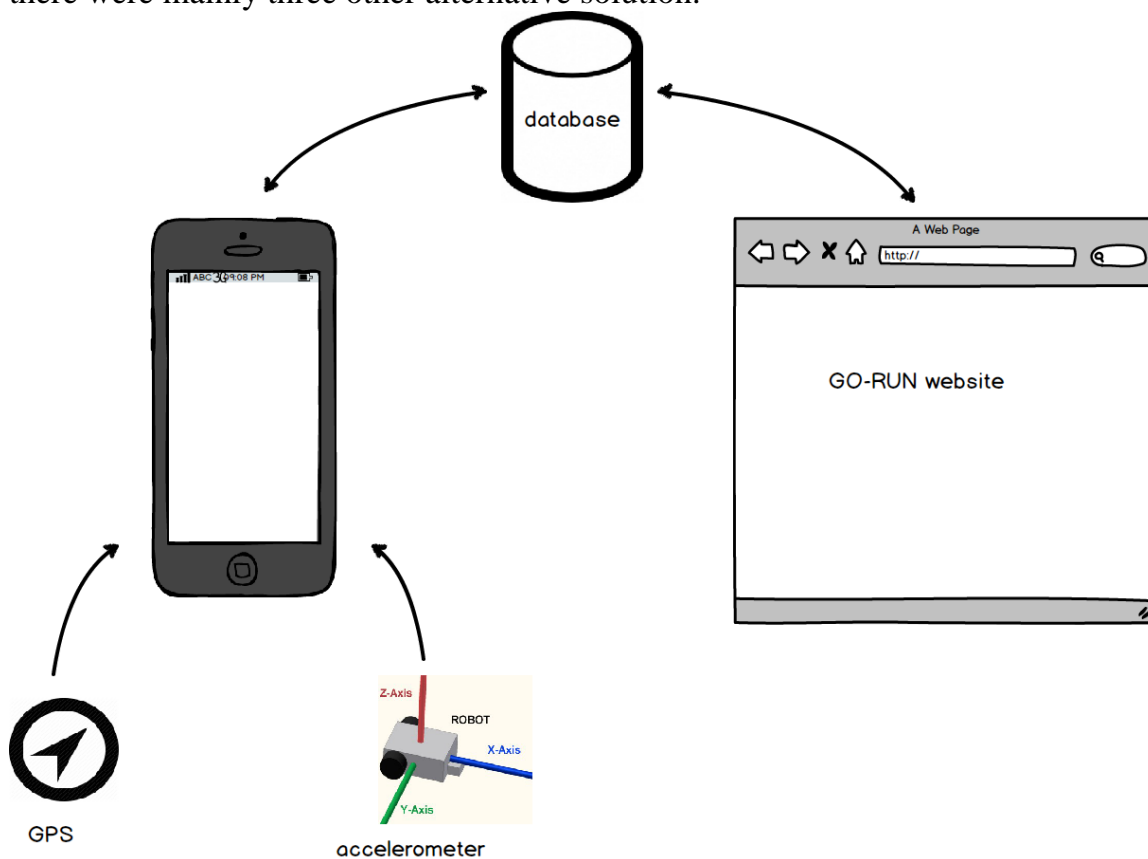 there were mainly three other alternative solution.
database
A Web Page
http://
ABC 3G 9:08 PM
GO-RUN website
Z-Axis
ROBOT
X-Axis
Y-Axis
GPS
accelerometer